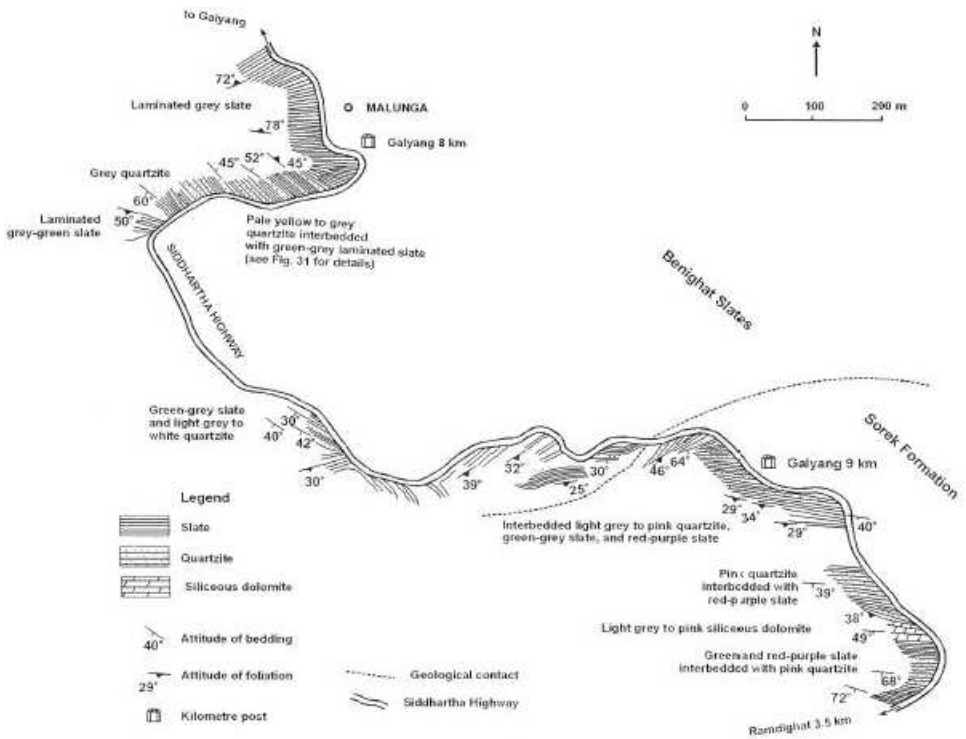 to Galyang
N
0 100 200 m
72°
Laminated grey slate
MALUNGA
78°
Galyang 8 km
52°
45°
45°
Grey quartzite
60°
Laminated
grey-green slate
50°
Pale yellow to grey
quartzite interbedded
with green-grey laminated slate
(see Fig. 31 for details)
SIDDHARTHA HIGHWAY
Benighat Slates
Green-grey slate
and light grey to
white quartzite
30°
40°
42°
30°
39°
32°
25°
30°
46°
64°
Sorek Formation
Galyang 9 km
29°
34°
29°
40°
Interbedded light grey to pink quartzite,
green-grey slate, and red-purple slate
Pink quartzite
interbedded with
red-purple slate
39°
38°
Light grey to pink siliceous dolomite
49°
Green and red-purple slate
interbedded with pink quartzite
68°
72°
Ramdighat 3.5 km
Legend
Slate
Quartzite
Siliceous dolomite
40°
Attitude of bedding
29°
Attitude of foliation
Kilometre post
Geological contact
Siddhartha Highway